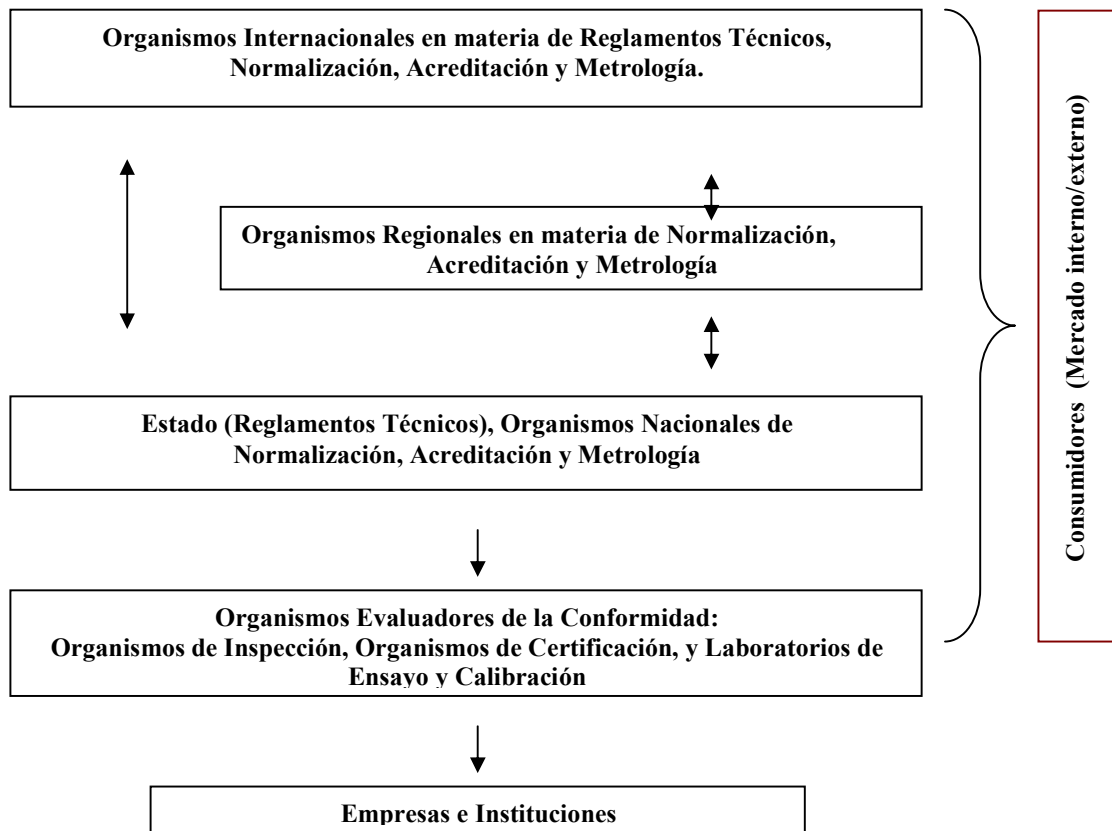 Organismos Internacionales en materia de Reglamentos Técnicos,
Normalización, Acreditación y Metrología.
Organismos Regionales en materia de Normalización,
Acreditación y Metrología
Estado (Reglamentos Técnicos), Organismos Nacionales de
Normalización, Acreditación y Metrología
Organismos Evaluadores de la Conformidad:
Organismos de Inspección, Organismos de Certificación, y Laboratorios de
Ensayo y Calibración
Empresas e Instituciones
Consumidores (Mercado interno/externo)